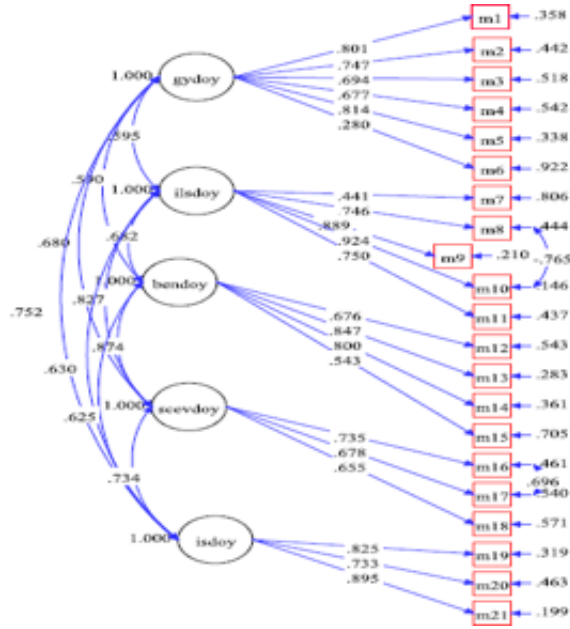 m1 .358
.801
m2 .442
.747
1.000 gydoy .694 m3 .518
.677 m4 .542
.814
m5 .338
.280
m6 .922
.595
1.000 ilsdoy .441 m7 .806
.746 m8 .444
.680 .889
.924 m9 .210 -.765
.750 m10 .146
1.000 bendoy m11 .437
.827 .676 m12 .543
.752 .847
.874 .800 m13 .283
.630 .543 m14 .361
.625 m15 .705
1.000 scevdoy .735 m16 .461
.678 .696
.655 m17 .540
.734 m18 .571
1.000 isdoy .825 m19 .319
.733 m20 .463
.895
m21 .199